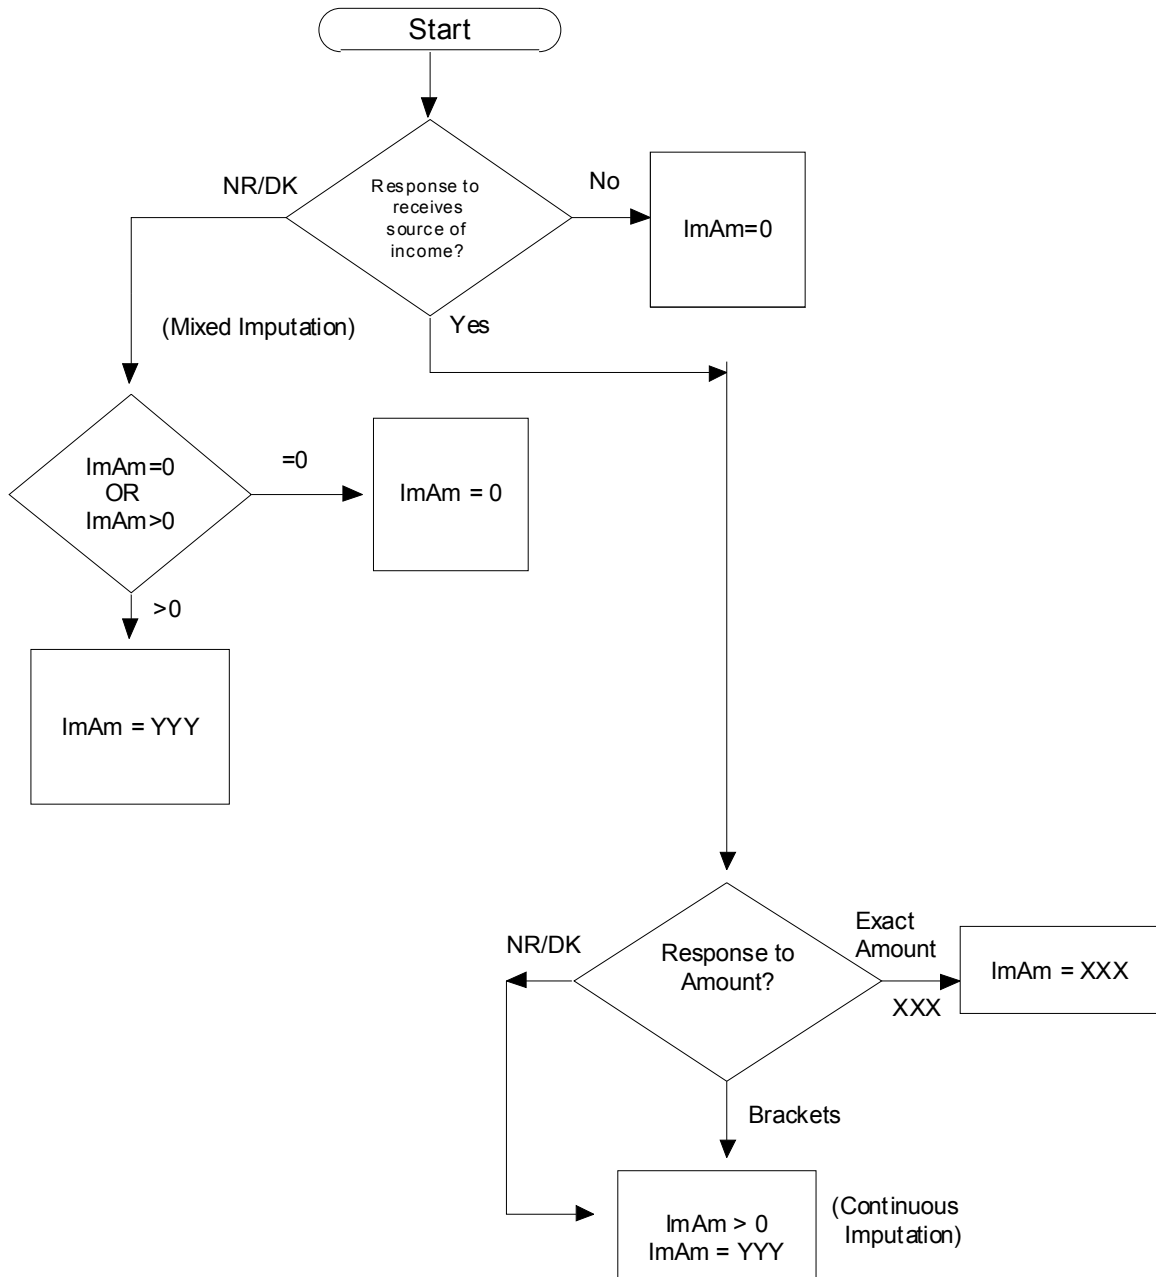 Start
NR/DK
Response to
receives
source of
income?
No
ImAm=0
(Mixed Imputation)
Yes
ImAm=0
OR
ImAm>0
=0
ImAm = 0
>0
ImAm = YYY
NR/DK
Response to
Amount?
Exact
Amount
XXX
ImAm = XXX
Brackets
ImAm > 0
ImAm = YYY
(Continuous
Imputation)